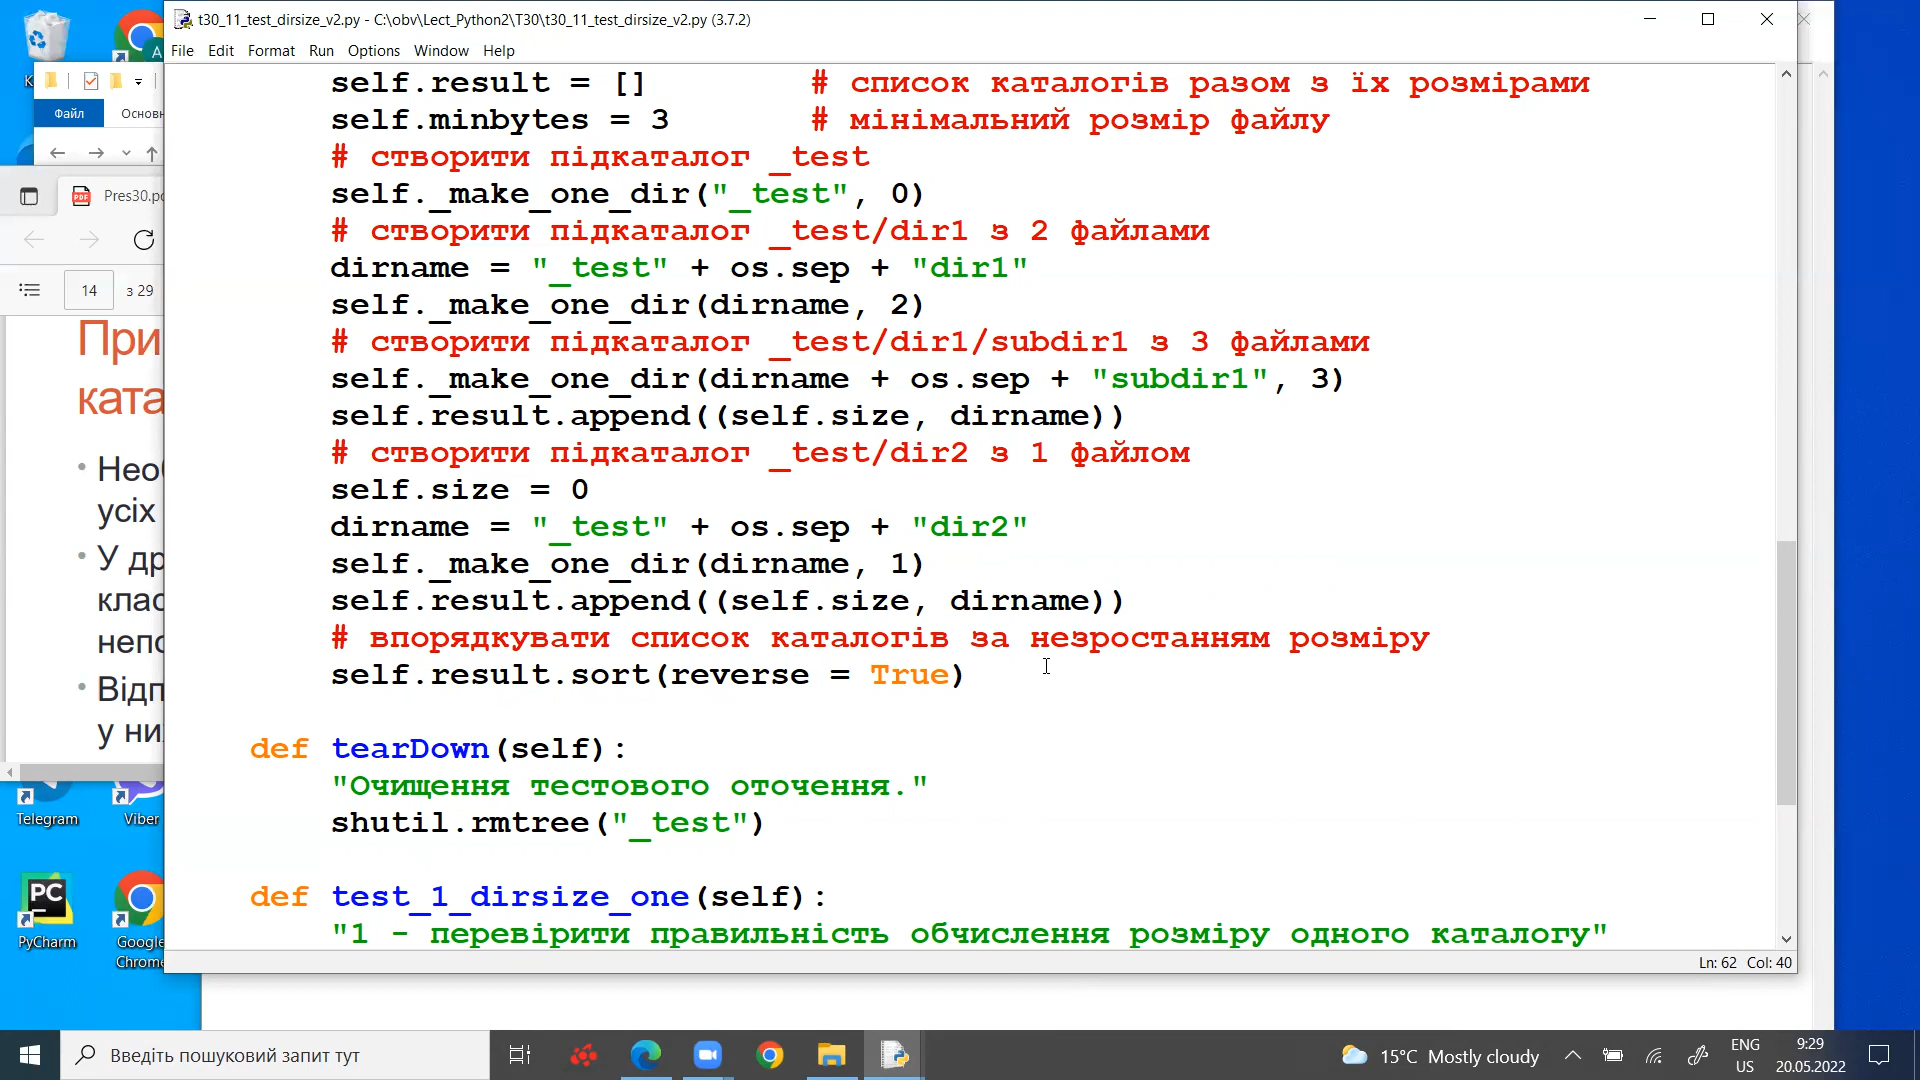 t30_11_test_dirsize_v2.py - C:\obv\Lect_Python2\T30\t30_11_test_dirsize_v2.py (3.7.2)
File Edit Format Run Options Window Help
self.result = [] # список каталогів разом з їх розмірами
self.minbytes = 3 # мінімальний розмір файлу
# створити підкаталог _test
self._make_one_dir("_test", 0)
# створити підкаталог _test/dir1 з 2 файлами
dirname = "_test" + os.sep + "dir1"
self._make_one_dir(dirname, 2)
# створити підкаталог _test/dir1/subdir1 з 3 файлами
self._make_one_dir(dirname + os.sep + "subdir1", 3)
self.result.append((self.size, dirname))
# створити підкаталог _test/dir2 з 1 файлом
self.size = 0
dirname = "_test" + os.sep + "dir2"
self._make_one_dir(dirname, 1)
self.result.append((self.size, dirname))
# впорядкувати список каталогів за незростанням розміру
self.result.sort(reverse = True)
def tearDown(self):
"Очищення тестового оточення."
shutil.rmtree("_test")
def test_1_dirsize_one(self):
"1 - перевірити правильність обчислення розміру одного каталогу"
Ln: 62 Col: 40
Файл Основн
Pres30.pd
14 з 29
При
ката
• Необ
усіх
• У др
клас
непо
• Відп
у ни
Telegram
Viber
PyCharm
Google
Chrome
Введіть пошуковий запит тут
15°C Mostly cloudy
ENG
US
9:29
20.05.2022